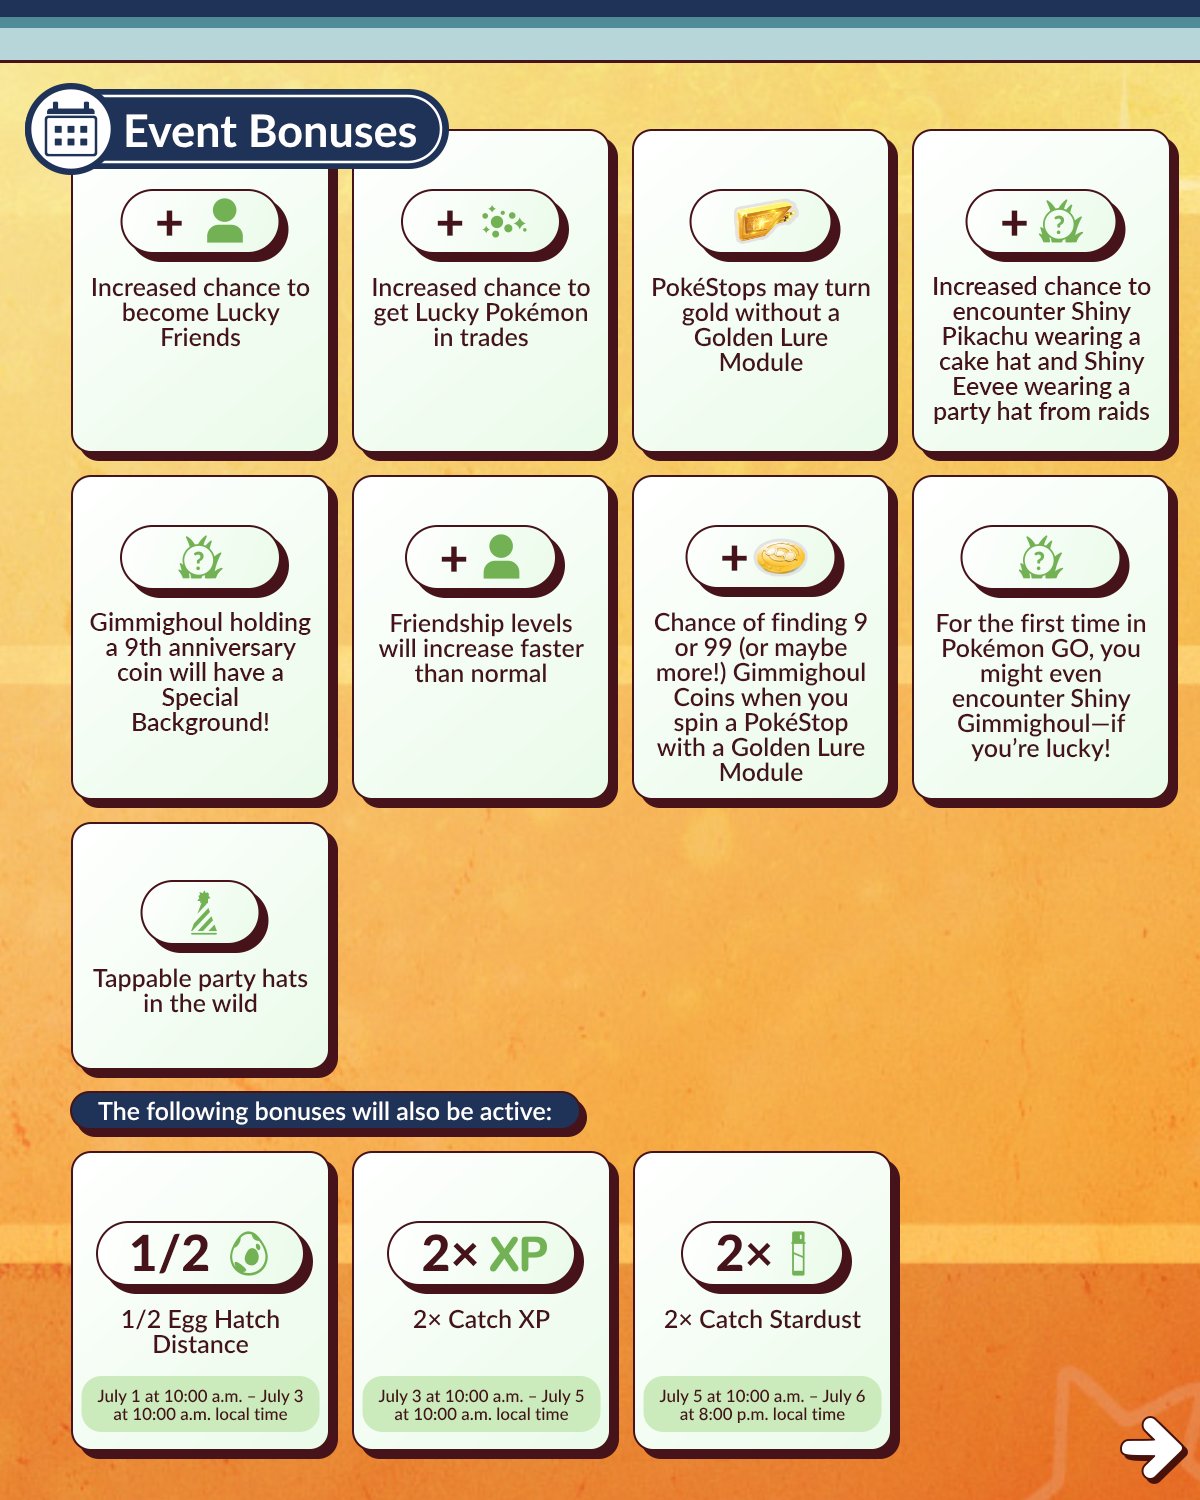 Event Bonuses
+
Increased chance to
become Lucky
Friends
+
Increased chance to
get Lucky Pokémon
in trades
PokéStops may turn
gold without a
Golden Lure
Module
+
?
Increased chance to
encounter Shiny
Pikachu wearing a
cake hat and Shiny
Eevee wearing a
party hat from raids
?
Gimmighoul holding
a 9th anniversary
coin will have a
Special
Background!
+
Friendship levels
will increase faster
than normal
+
Chance of finding 9
or 99 (or maybe
more!) Gimmighoul
Coins when you
spin a PokéStop
with a Golden Lure
Module
?
For the first time in
Pokémon GO, you
might even
encounter Shiny
Gimmighoul—if
you’re lucky!
Tappable party hats
in the wild
The following bonuses will also be active:
1/2
1/2 Egg Hatch
Distance
July 1 at 10:00 a.m. – July 3
at 10:00 a.m. local time
2× XP
2× Catch XP
July 3 at 10:00 a.m. – July 5
at 10:00 a.m. local time
2×
2× Catch Stardust
July 5 at 10:00 a.m. – July 6
at 8:00 p.m. local time